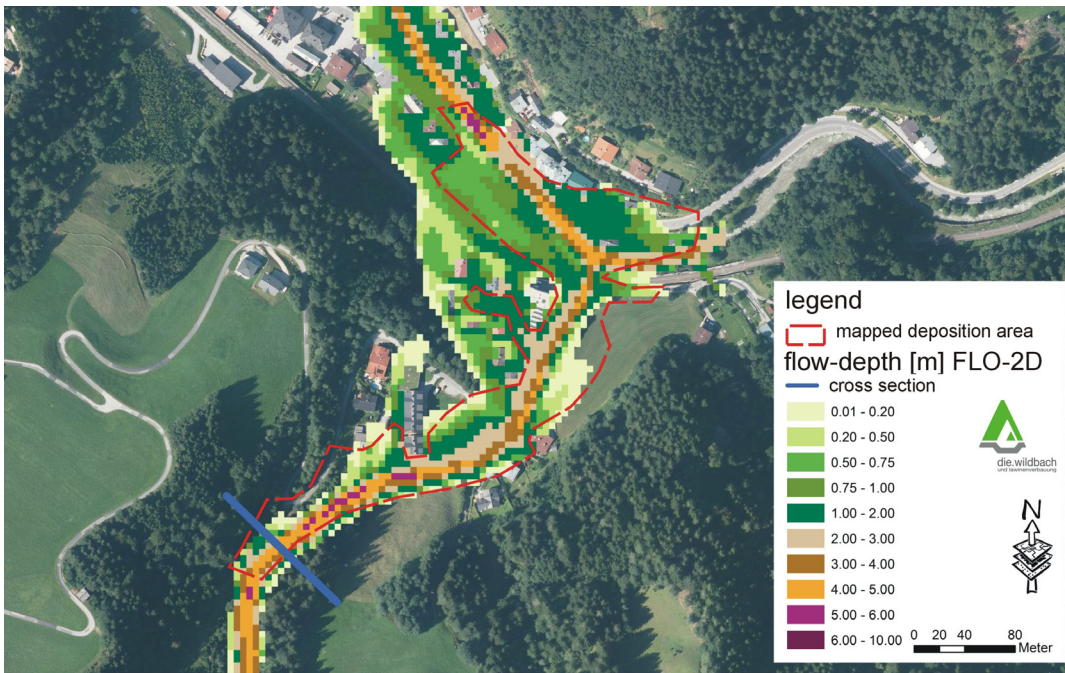 legend
mapped deposition area
flow-depth [m] FLO-2D
cross section
0.01 - 0.20
0.20 - 0.50
0.50 - 0.75
0.75 - 1.00
1.00 - 2.00
2.00 - 3.00
3.00 - 4.00
4.00 - 5.00
5.00 - 6.00
6.00 - 10.00
die.wildbach
und lawinenverbauung
N
0 20 40 80
Meter